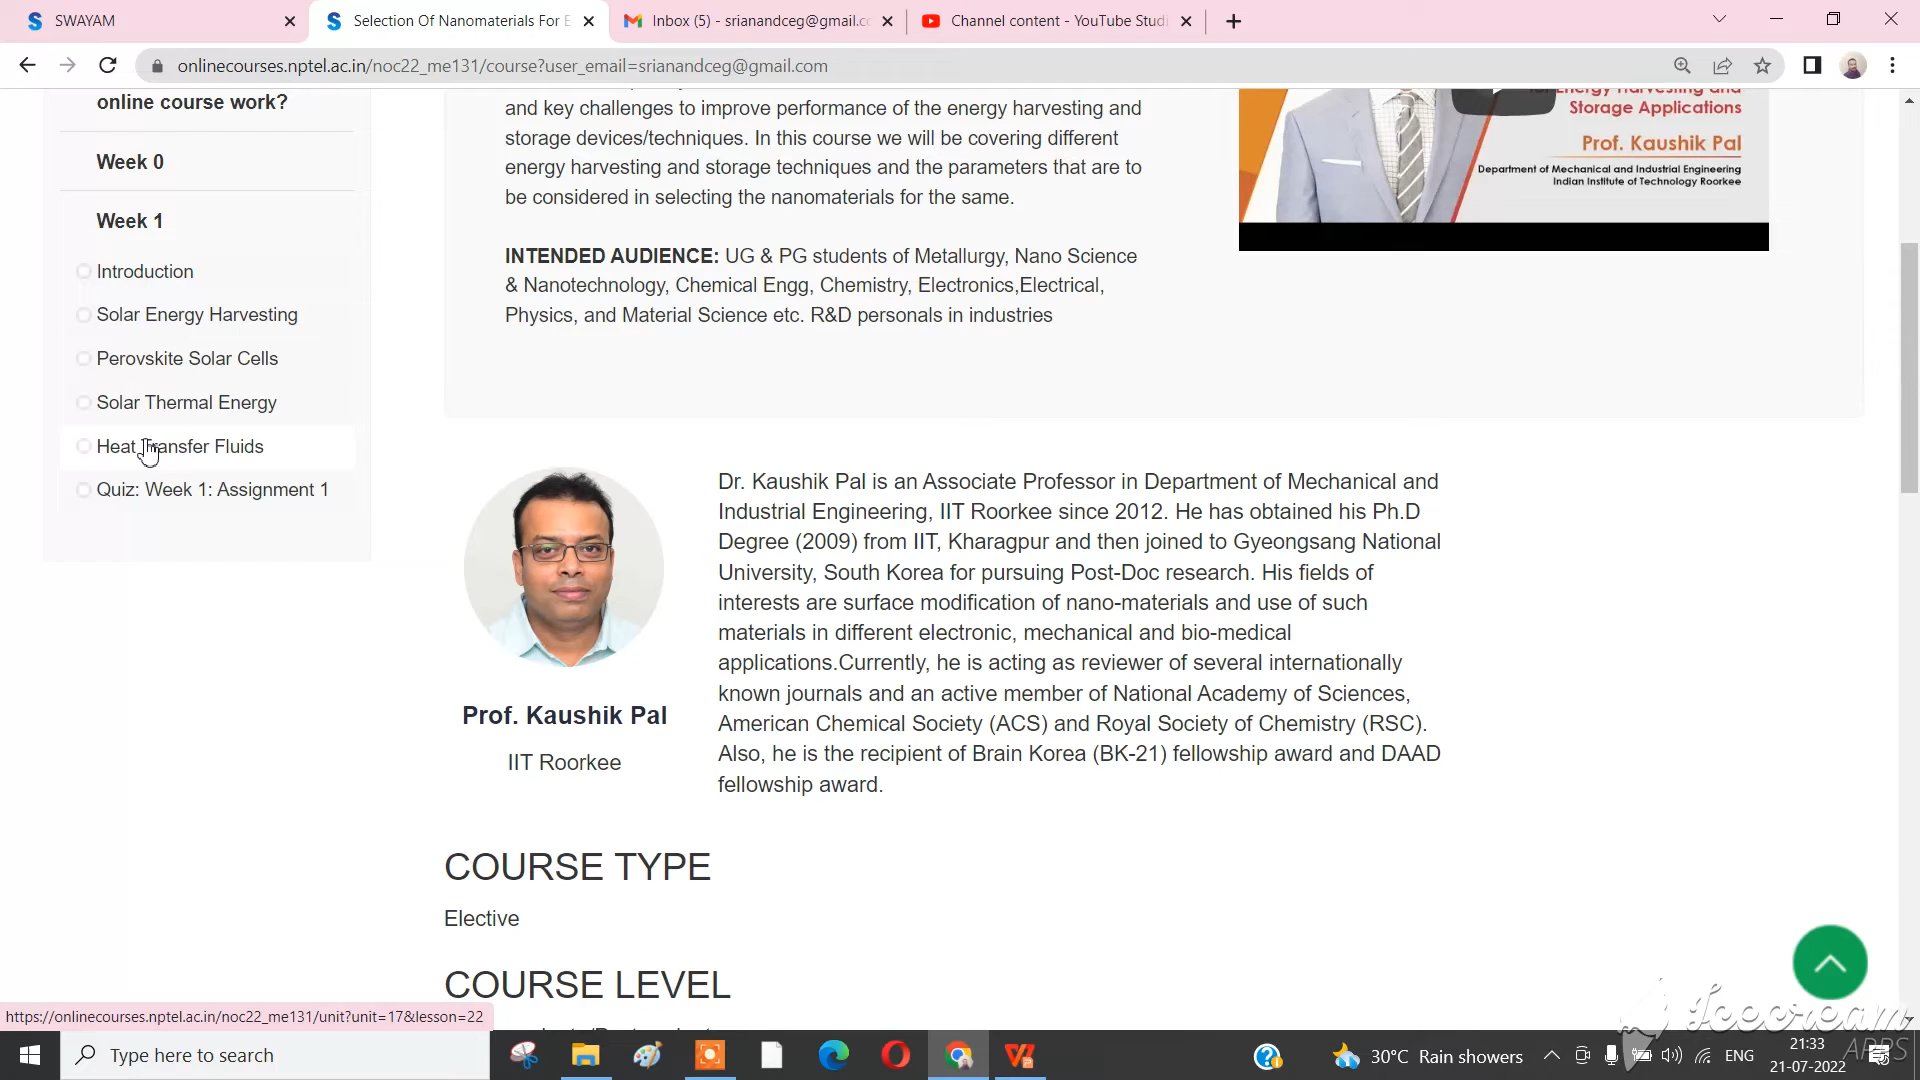 SWAYAM
Selection Of Nanomaterials For E
Inbox (5) - srianandceg@gmail.co
Channel content - YouTube Studi
onlinecourses.nptel.ac.in/noc22_me131/course?user_email=srianandceg@gmail.com
online course work?
Week 0
Week 1
Introduction
Solar Energy Harvesting
Perovskite Solar Cells
Solar Thermal Energy
Heat Transfer Fluids
Quiz: Week 1: Assignment 1
and key challenges to improve performance of the energy harvesting and
storage devices/techniques. In this course we will be covering different
energy harvesting and storage techniques and the parameters that are to
be considered in selecting the nanomaterials for the same.
INTENDED AUDIENCE: UG & PG students of Metallurgy, Nano Science
& Nanotechnology, Chemical Engg, Chemistry, Electronics,Electrical,
Physics, and Material Science etc. R&D personals in industries
for Energy Harvesting and
Storage Applications
Prof. Kaushik Pal
Department of Mechanical and Industrial Engineering
Indian Institute of Technology Roorkee
Prof. Kaushik Pal
IIT Roorkee
Dr. Kaushik Pal is an Associate Professor in Department of Mechanical and
Industrial Engineering, IIT Roorkee since 2012. He has obtained his Ph.D
Degree (2009) from IIT, Kharagpur and then joined to Gyeongsang National
University, South Korea for pursuing Post-Doc research. His fields of
interests are surface modification of nano-materials and use of such
materials in different electronic, mechanical and bio-medical
applications.Currently, he is acting as reviewer of several internationally
known journals and an active member of National Academy of Sciences,
American Chemical Society (ACS) and Royal Society of Chemistry (RSC).
Also, he is the recipient of Brain Korea (BK-21) fellowship award and DAAD
fellowship award.
COURSE TYPE
Elective
COURSE LEVEL
https://onlinecourses.nptel.ac.in/noc22_me131/unit?unit=17&lesson=22
Icecream
APPS
Type here to search
30°C Rain showers
ENG
21:33
21-07-2022